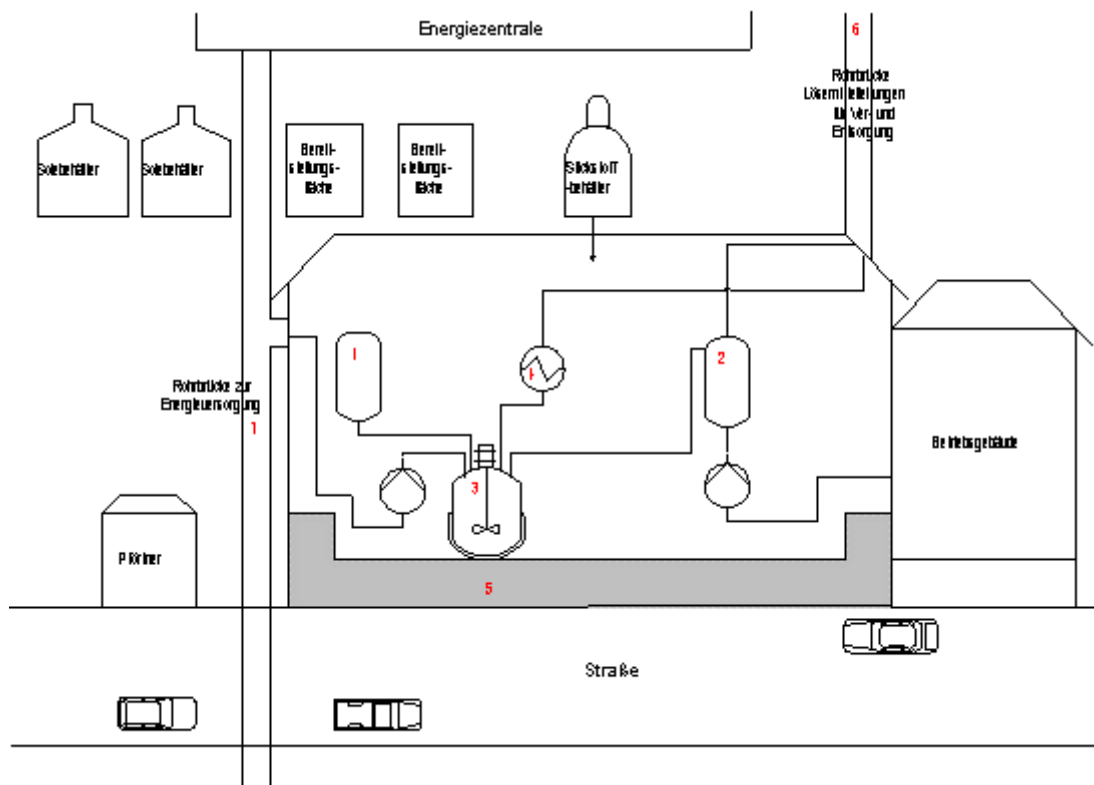 Energiezentrale
6
Rohrbrücke
Lösemittelleitungen
für Ver- und
Entsorgung
Solebehälter
Solebehälter
Bereit-
stellungs-
fläche
Bereit-
stellungs-
fläche
Stickstoff
-behälter
1
2
Rohrbrücke zur
Energieversorgung
3
Betriebsgebäude
Pförtner
5
Straße